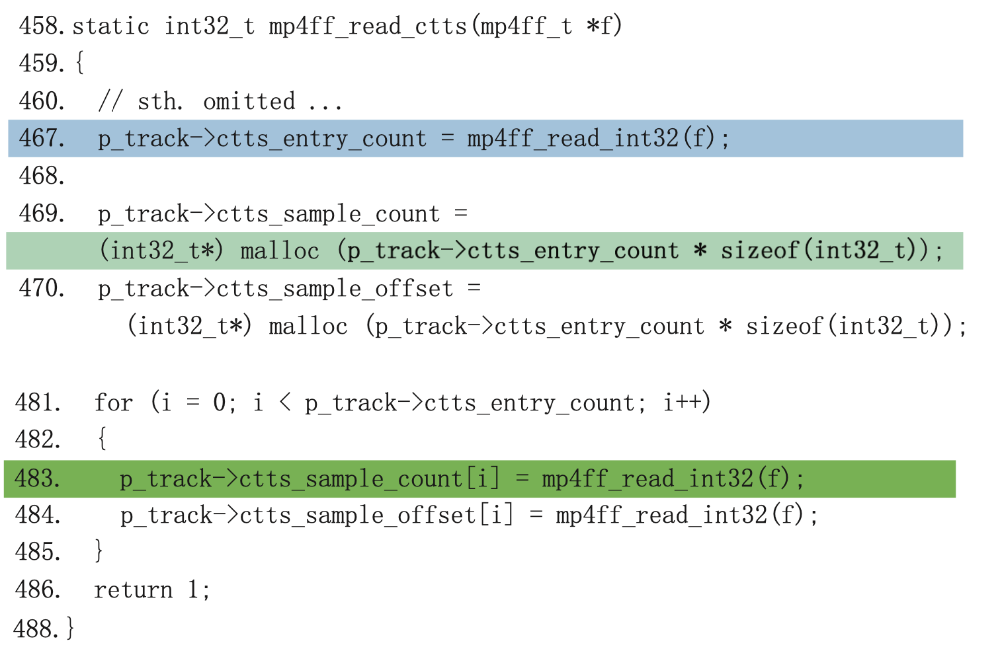 458. static int32_t mp4ff_read_ctts(mp4ff_t *f)
459. {
460. // sth. omitted ...
467. p_track->ctts_entry_count = mp4ff_read_int32(f);
468.
469. p_track->ctts_sample_count =
(int32_t*) malloc (p_track->ctts_entry_count * sizeof(int32_t));
470. p_track->ctts_sample_offset =
(int32_t*) malloc (p_track->ctts_entry_count * sizeof(int32_t));
481. for (i = 0; i < p_track->ctts_entry_count; i++)
482. {
483. p_track->ctts_sample_count[i] = mp4ff_read_int32(f);
484. p_track->ctts_sample_offset[i] = mp4ff_read_int32(f);
485. }
486. return 1;
488. }